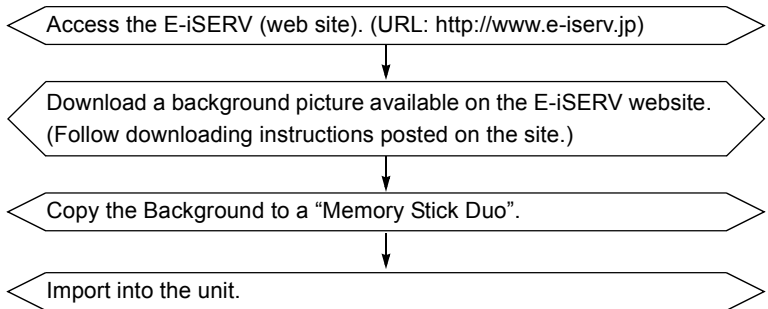 Access the E-iSERV (web site). (URL: http://www.e-iserv.jp)
Download a background picture available on the E-iSERV website.
(Follow downloading instructions posted on the site.)
Copy the Background to a “Memory Stick Duo”.
Import into the unit.